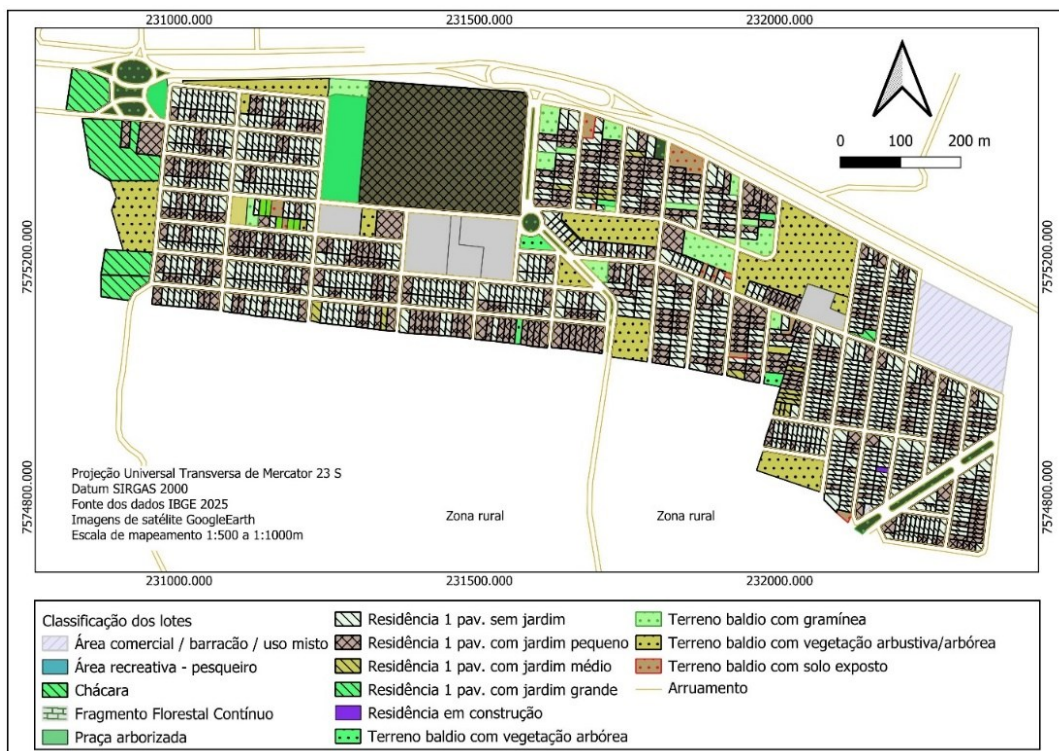 231000.000 231500.000 232000.000
7575200.000
7575200.000
0 100 200 m
7574800.000
7574800.000
Projeção Universal Transversa de Mercator 23 S
Datum SIRGAS 2000
Fonte dos dados IBGE 2025
Imagens de satélite GoogleEarth
Escala de mapeamento 1:500 a 1:1000m
Zona rural Zona rural
231000.000 231500.000 232000.000
Classificação dos lotes
Área comercial / barracão / uso misto
Área recreativa - pesqueiro
Chácara
Fragmento Florestal Contínuo
Praça arborizada
Residência 1 pav. sem jardim
Residência 1 pav. com jardim pequeno
Residência 1 pav. com jardim médio
Residência 1 pav. com jardim grande
Residência em construção
Terreno baldio com vegetação arbórea
Terreno baldio com gramínea
Terreno baldio com vegetação arbustiva/arbórea
Terreno baldio com solo exposto
Arruamento